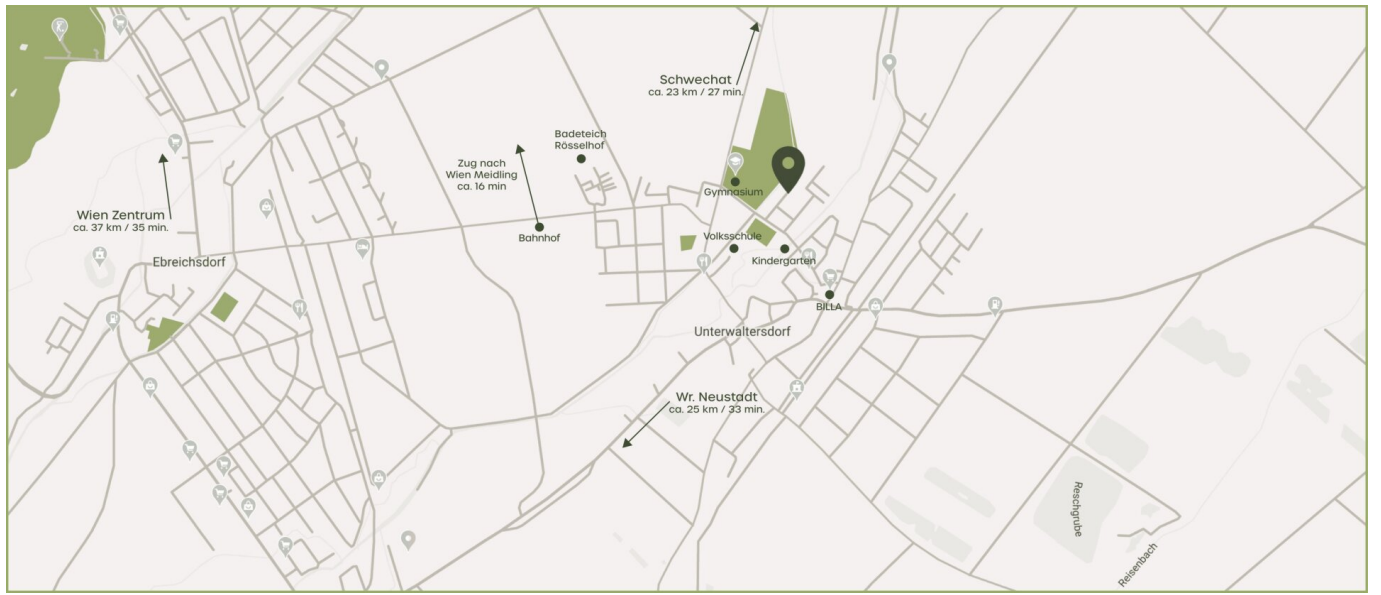 Schwechat
ca. 23 km / 27 min.
Badeteich
Rösselhof
Zug nach
Wien Meidling
ca. 16 min
Gymnasium
Wien Zentrum
ca. 37 km / 35 min.
Bahnhof
Volksschule
Kindergarten
Ebreichsdorf
BILLA
Unterwaltersdorf
Wr. Neustadt
ca. 25 km / 33 min.
Reschgrube
Reisenbach